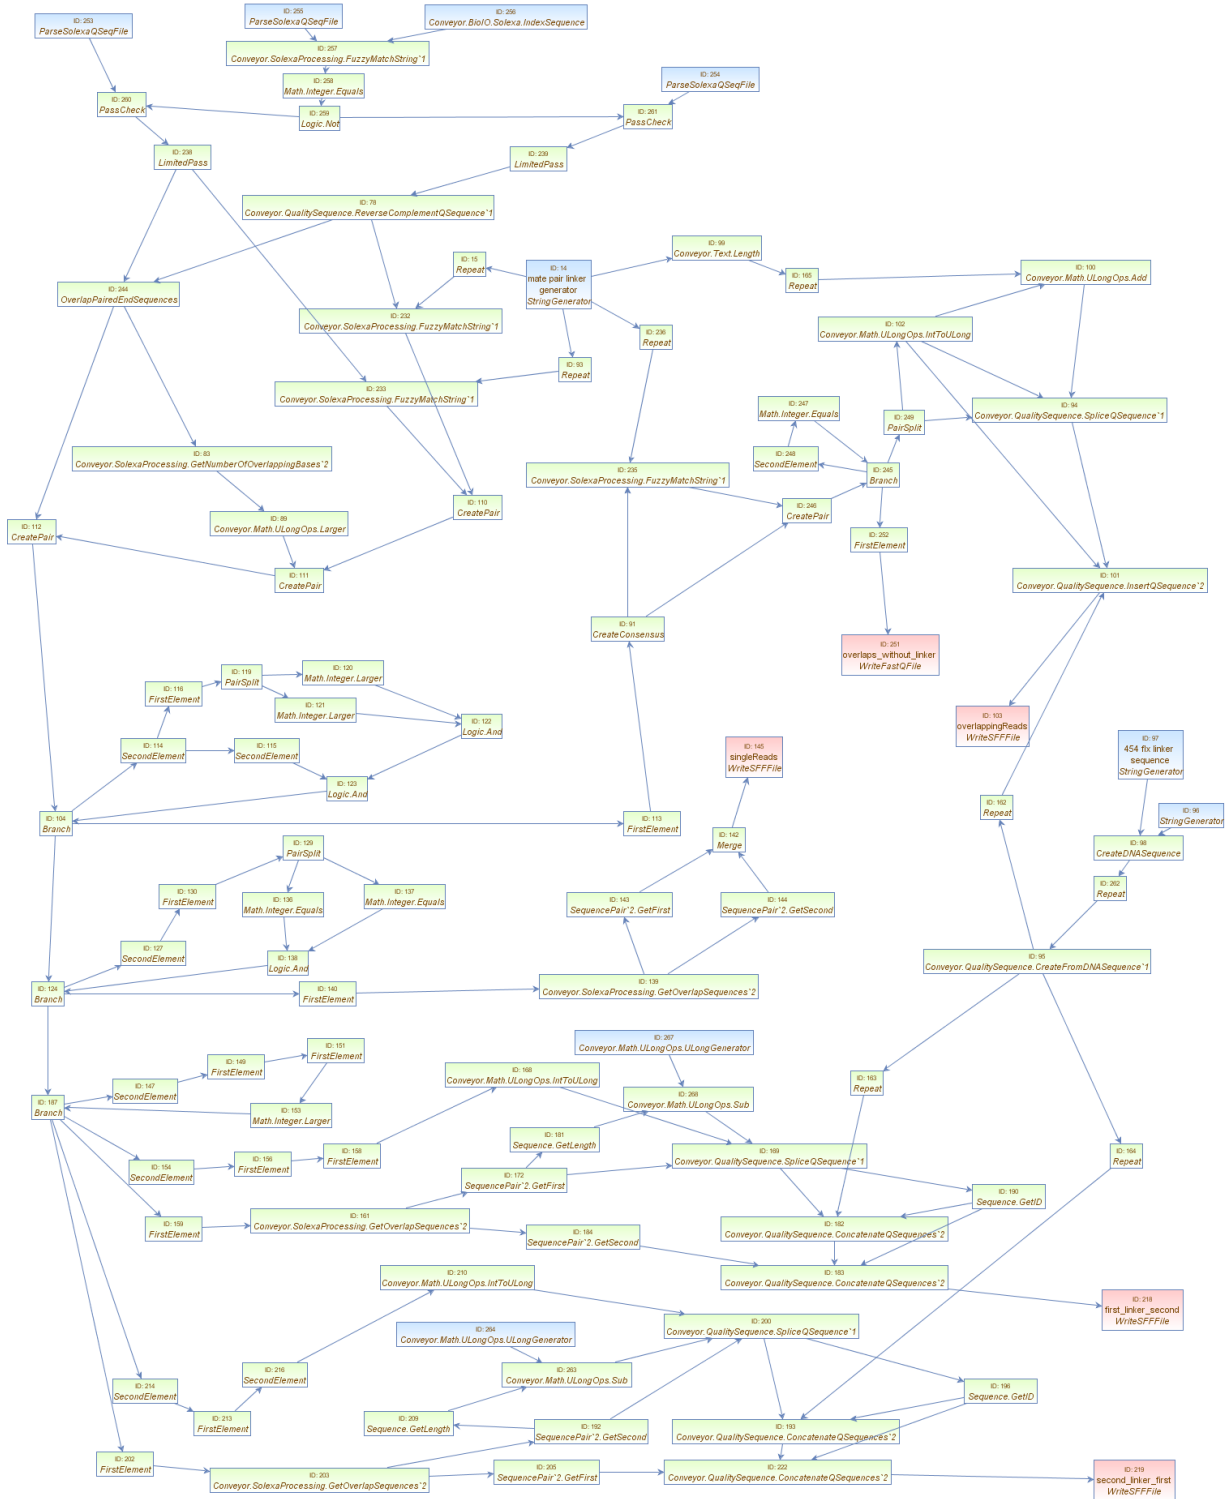 ID: 253
ParseSolexaQSeqFile
ID: 255
ParseSolexaQSeqFile
ID: 256
Conveyor.BioIO.Solexa.IndexSequence
ID: 257
Conveyor.SolexaProcessing.FuzzyMatchString`1
ID: 258
Math.Integer.Equals
ID: 254
ParseSolexaQSeqFile
ID: 260
PassCheck
ID: 259
Logic.Not
ID: 261
PassCheck
ID: 238
LimitedPass
ID: 239
LimitedPass
ID: 78
Conveyor.QualitySequence.ReverseComplementQSequence`1
ID: 99
Conveyor.Text.Length
ID: 15
Repeat
ID: 14
mate pair linker
generator
StringGenerator
ID: 165
Repeat
ID: 100
Conveyor.Math.ULongOps.Add
ID: 244
OverlapPairedEndSequences
ID: 232
Conveyor.SolexaProcessing.FuzzyMatchString`1
ID: 236
Repeat
ID: 102
Conveyor.Math.ULongOps.IntToULong
ID: 93
Repeat
ID: 233
Conveyor.SolexaProcessing.FuzzyMatchString`1
ID: 247
Math.Integer.Equals
ID: 249
PairSplit
ID: 94
Conveyor.QualitySequence.SpliceQSequence`1
ID: 83
Conveyor.SolexaProcessing.GetNumberOfOverlappingBases`2
ID: 248
SecondElement
ID: 235
Conveyor.SolexaProcessing.FuzzyMatchString`1
ID: 245
Branch
ID: 110
CreatePair
ID: 246
CreatePair
ID: 112
CreatePair
ID: 89
Conveyor.Math.ULongOps.Larger
ID: 252
FirstElement
ID: 111
CreatePair
ID: 101
Conveyor.QualitySequence.InsertQSequence`2
ID: 91
CreateConsensus
ID: 251
overlaps_without_linker
WriteFastQFile
ID: 119
PairSplit
ID: 120
Math.Integer.Larger
ID: 116
FirstElement
ID: 121
Math.Integer.Larger
ID: 122
Logic.And
ID: 103
overlappingReads
WriteSFFFile
ID: 114
SecondElement
ID: 115
SecondElement
ID: 145
singleReads
WriteSFFFile
ID: 97
454 flx linker
sequence
StringGenerator
ID: 123
Logic.And
ID: 162
Repeat
ID: 96
StringGenerator
ID: 104
Branch
ID: 113
FirstElement
ID: 142
Merge
ID: 98
CreateDNASequence
ID: 129
PairSplit
ID: 262
Repeat
ID: 130
FirstElement
ID: 136
Math.Integer.Equals
ID: 137
Math.Integer.Equals
ID: 143
SequencePair`2.GetFirst
ID: 144
SequencePair`2.GetSecond
ID: 127
SecondElement
ID: 138
Logic.And
ID: 95
Conveyor.QualitySequence.CreateFromDNASequence`1
ID: 124
Branch
ID: 140
FirstElement
ID: 139
Conveyor.SolexaProcessing.GetOverlapSequences`2
ID: 267
Conveyor.Math.ULongOps.ULongGenerator
ID: 151
FirstElement
ID: 149
FirstElement
ID: 168
Conveyor.Math.ULongOps.IntToULong
ID: 163
Repeat
ID: 147
SecondElement
ID: 268
Conveyor.Math.ULongOps.Sub
ID: 187
Branch
ID: 153
Math.Integer.Larger
ID: 181
Sequence.GetLength
ID: 158
FirstElement
ID: 169
Conveyor.QualitySequence.SpliceQSequence`1
ID: 164
Repeat
ID: 156
FirstElement
ID: 154
SecondElement
ID: 172
SequencePair`2.GetFirst
ID: 190
Sequence.GetID
ID: 159
FirstElement
ID: 161
Conveyor.SolexaProcessing.GetOverlapSequences`2
ID: 182
Conveyor.QualitySequence.ConcatenateQSequences`2
ID: 184
SequencePair`2.GetSecond
ID: 210
Conveyor.Math.ULongOps.IntToULong
ID: 183
Conveyor.QualitySequence.ConcatenateQSequences`2
ID: 218
first_linker_second
WriteSFFFile
ID: 264
Conveyor.Math.ULongOps.ULongGenerator
ID: 200
Conveyor.QualitySequence.SpliceQSequence`1
ID: 216
SecondElement
ID: 263
Conveyor.Math.ULongOps.Sub
ID: 214
SecondElement
ID: 196
Sequence.GetID
ID: 213
FirstElement
ID: 209
Sequence.GetLength
ID: 192
SequencePair`2.GetSecond
ID: 193
Conveyor.QualitySequence.ConcatenateQSequences`2
ID: 202
FirstElement
ID: 203
Conveyor.SolexaProcessing.GetOverlapSequences`2
ID: 205
SequencePair`2.GetFirst
ID: 222
Conveyor.QualitySequence.ConcatenateQSequences`2
ID: 219
second_linker_first
WriteSFFFile